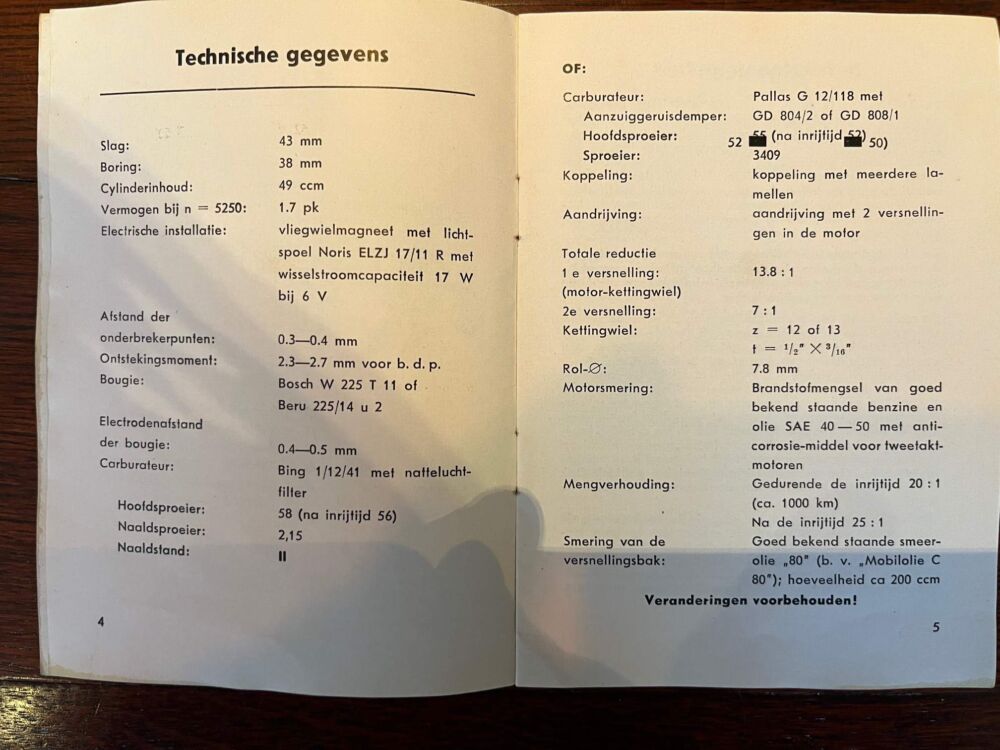 Technische gegevens
Slag: 43 mm
Boring: 38 mm
Cylinderinhoud: 49 ccm
Vermogen bij n = 5250: 1.7 pk
Electrische installatie: vliegwielmagneet met licht-
spoel Noris ELZJ 17/11 R met
wisselstroomcapaciteit 17 W
bij 6 V
Afstand der
onderbrekerpunten: 0.3—0.4 mm
Ontstekingsmoment: 2.3—2.7 mm voor b. d. p.
Bougie: Bosch W 225 T 11 of
Beru 225/14 u 2
Electrodenafstand
der bougie: 0.4—0.5 mm
Carburateur: Bing 1/12/41 met nattelucht-
filter
Hoofdsproeier: 58 (na inrijtijd 56)
Naaldsproeier: 2,15
Naaldstand: II
4
OF:
Carburateur: Pallas G 12/118 met
Aanzuiggeruisdemper: GD 804/2 of GD 808/1
Hoofdsproeier: 55 (na inrijtijd 52)
52 50)
Sproeier: 3409
Koppeling: koppeling met meerdere la-
mellen
Aandrijving: aandrijving met 2 versnellin-
gen in de motor
Totale reductie
1 e versnelling: 13.8 : 1
(motor-kettingwiel)
2e versnelling: 7 : 1
Kettingwiel: z = 12 of 13
t = 1/2" × 3/16"
Rol-∅: 7.8 mm
Motorsmering: Brandstofmengsel van goed
bekend staande benzine en
olie SAE 40—50 met anti-
corrosie-middel voor tweetakt-
motoren
Mengverhouding: Gedurende de inrijtijd 20 : 1
(ca. 1000 km)
Na de inrijtijd 25 : 1
Smering van de Goed bekend staande smeer-
versnellingsbak: olie „80" (b. v. „Mobilolie C
80"); hoeveelheid ca 200 ccm
Veranderingen voorbehouden!
5